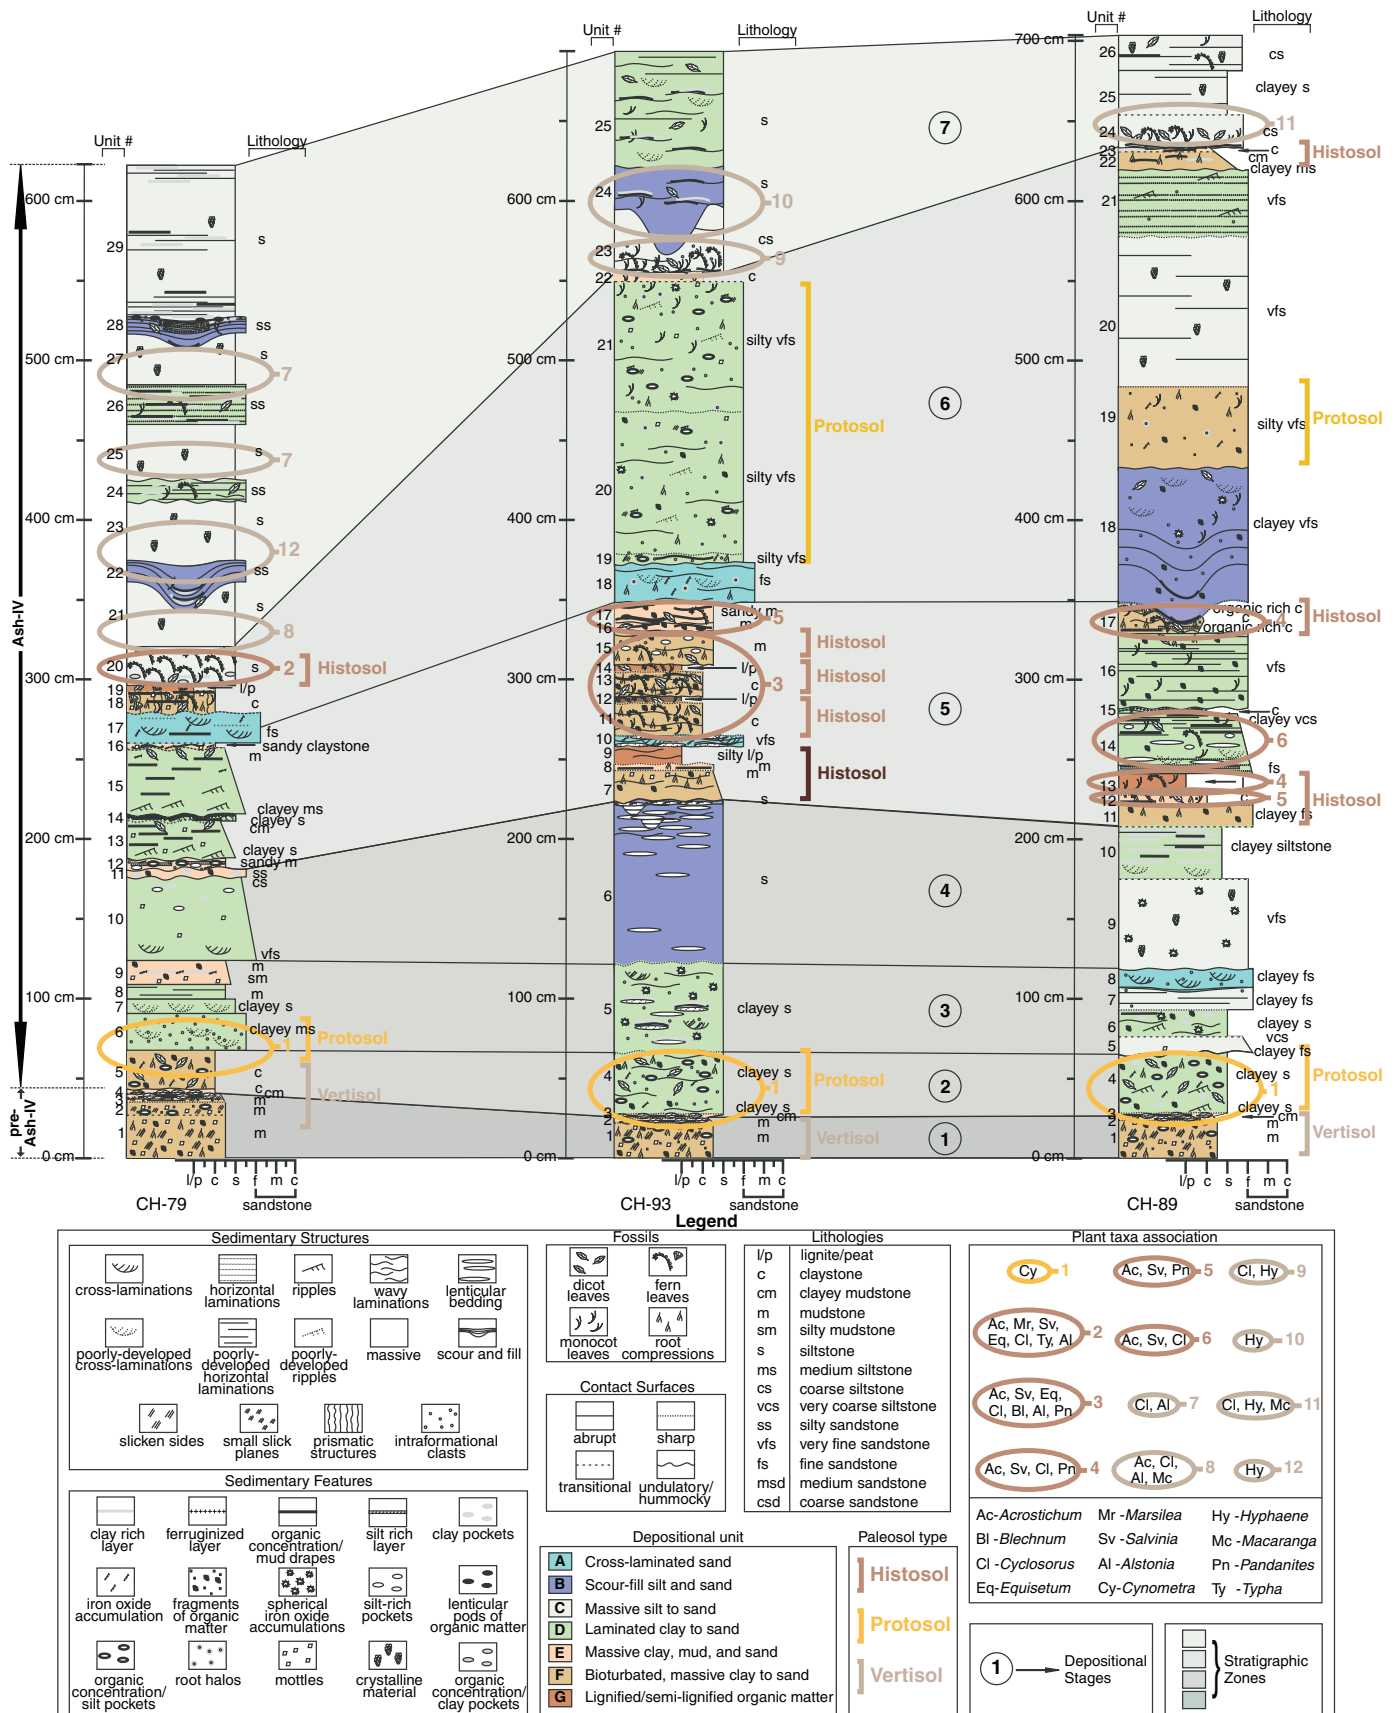 Unit #
Lithology
700 cm
26
cs
25
clayey s
24
cs
11
23
c
cm
22
clayey ms
Histosol
21
vfs
600 cm
20
vfs
500 cm
19
silty vfs
Protosol
18
clayey vfs
400 cm
organic rich c
17
c
4
organic rich c
Histosol
16
vfs
300 cm
15
c
clayey vcs
14
6
fs
13
4
12
5
11
clayey fs
Histosol
200 cm
10
clayey siltstone
9
vfs
8
clayey fs
100 cm
7
clayey fs
6
clayey s
vcs
5
clayey fs
4
clayey s
1
Protosol
3
clayey s
2
cm
m
1
m
Vertisol
0 cm
l/p c s f m c
CH-89
sandstone
Unit #
Lithology
25
s
7
24
s
10
600 cm
23
cs
9
22
c
21
silty vfs
500 cm
6
Protosol
20
silty vfs
400 cm
19
silty vfs
18
fs
17
sandy m
5
16
m
15
m
Histosol
14
l/p
300 cm
13
c
3
Histosol
12
l/p
11
c
Histosol
5
10
vfs
9
silty l/p
8
m
m
7
Histosol
s
200 cm
6
s
4
100 cm
5
clayey s
3
4
clayey s
1
Protosol
2
3
clayey s
2
m
1
m
Vertisol
1
0 cm
l/p c s f m c
CH-93
sandstone
Unit #
Lithology
Ash-IV
pre-
Ash-IV
600 cm
29
s
28
ss
27
s
7
500 cm
26
ss
25
s
7
24
ss
23
s
400 cm
12
22
ss
21
s
8
20
s
2
Histosol
300 cm
19
l/p
18
c
17
fs
16
sandy claystone
m
15
clayey ms
14
clayey s
cm
13
200 cm
clayey s
12
sandy m
11
ss
cs
10
vfs
9
m
sm
8
m
100 cm
7
clayey s
6
clayey ms
1
Protosol
5
c
4
c
cm
3
m
2
m
Vertisol
1
m
0 cm
l/p c s f m c
CH-79
sandstone
Legend
Sedimentary Structures
cross-laminations
horizontal
laminations
ripples
wavy
laminations
lenticular
bedding
poorly-developed
cross-laminations
poorly-
developed
horizontal
laminations
poorly-
developed
ripples
massive
scour and fill
slicken sides
small slick
planes
prismatic
structures
intraformational
clasts
Sedimentary Features
clay rich
layer
ferruginized
layer
organic
concentration/
mud drapes
silt rich
layer
clay pockets
iron oxide
accumulation
fragments
of organic
matter
spherical
iron oxide
accumulations
silt-rich
pockets
lenticular
pods of
organic matter
organic
concentration/
silt pockets
root halos
mottles
crystalline
material
organic
concentration/
clay pockets
Fossils
dicot
leaves
fern
leaves
monocot
leaves
root
compressions
Contact Surfaces
abrupt
sharp
transitional
undulatory/
hummocky
Depositional unit
A Cross-laminated sand
B Scour-fill silt and sand
C Massive silt to sand
D Laminated clay to sand
E Massive clay, mud, and sand
F Bioturbated, massive clay to sand
G Lignified/semi-lignified organic matter
Lithologies
l/p lignite/peat
c claystone
cm clayey mudstone
m mudstone
sm silty mudstone
s siltstone
ms medium siltstone
cs coarse siltstone
vcs very coarse siltstone
ss silty sandstone
vfs very fine sandstone
fs fine sandstone
msd medium sandstone
csd coarse sandstone
Paleosol type
Histosol
Protosol
Vertisol
Plant taxa association
Cy 1
Ac, Sv, Pn 5
Cl, Hy 9
Ac, Mr, Sv,
Eq, Cl, Ty, Al 2
Ac, Sv, Cl 6
Hy 10
Ac, Sv, Eq,
Cl, Bl, Al, Pn 3
Cl, Al 7
Cl, Hy, Mc 11
Ac, Sv, Cl, Pn 4
Ac, Cl,
Al, Mc 8
Hy 12
Ac-Acrostichum Mr -Marsilea Hy -Hyphaene
Bl -Blechnum Sv -Salvinia Mc -Macaranga
Cl -Cyclosorus Al -Alstonia Pn -Pandanites
Eq-Equisetum Cy-Cynometra Ty -Typha
1
Depositional
Stages
Stratigraphic
Zones